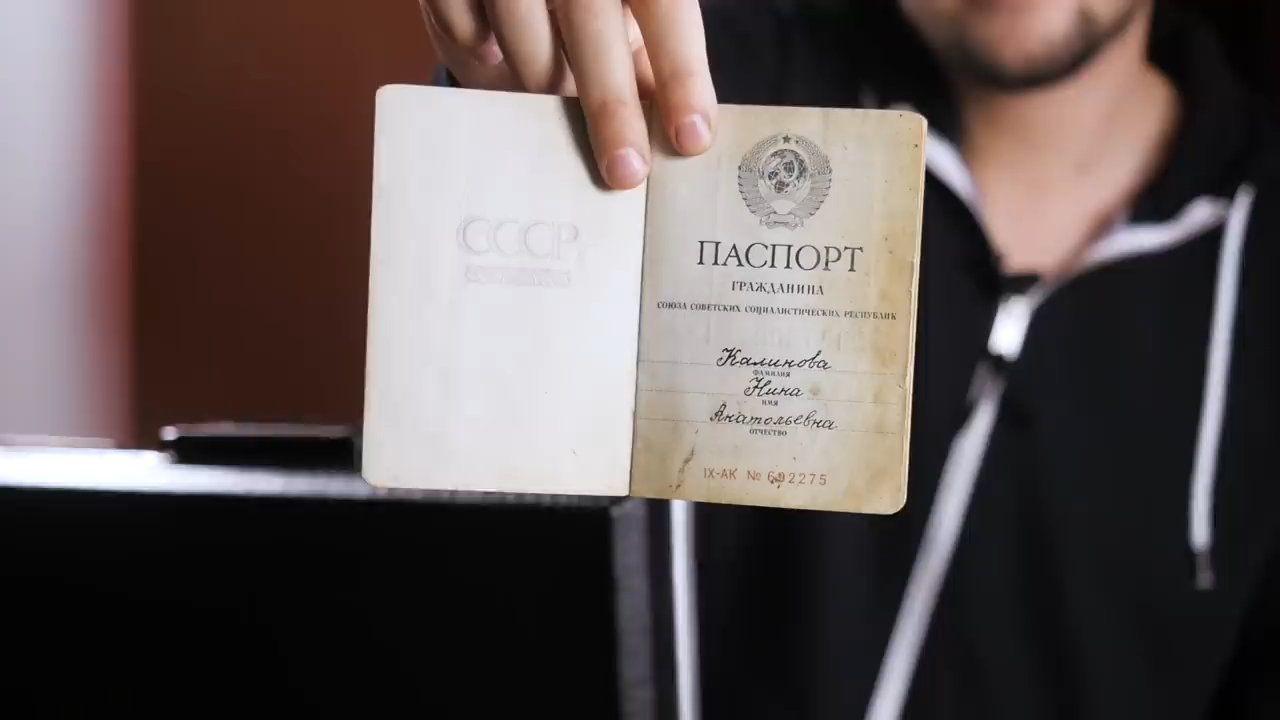 СССР
ПАСПОРТ
ГРАЖДАНИНА
СОЮЗА СОВЕТСКИХ СОЦИАЛИСТИЧЕСКИХ РЕСПУБЛИК
Калинова
ФАМИЛИЯ
Нина
ИМЯ
Анатольевна
ОТЧЕСТВО
IX-АК № 692275